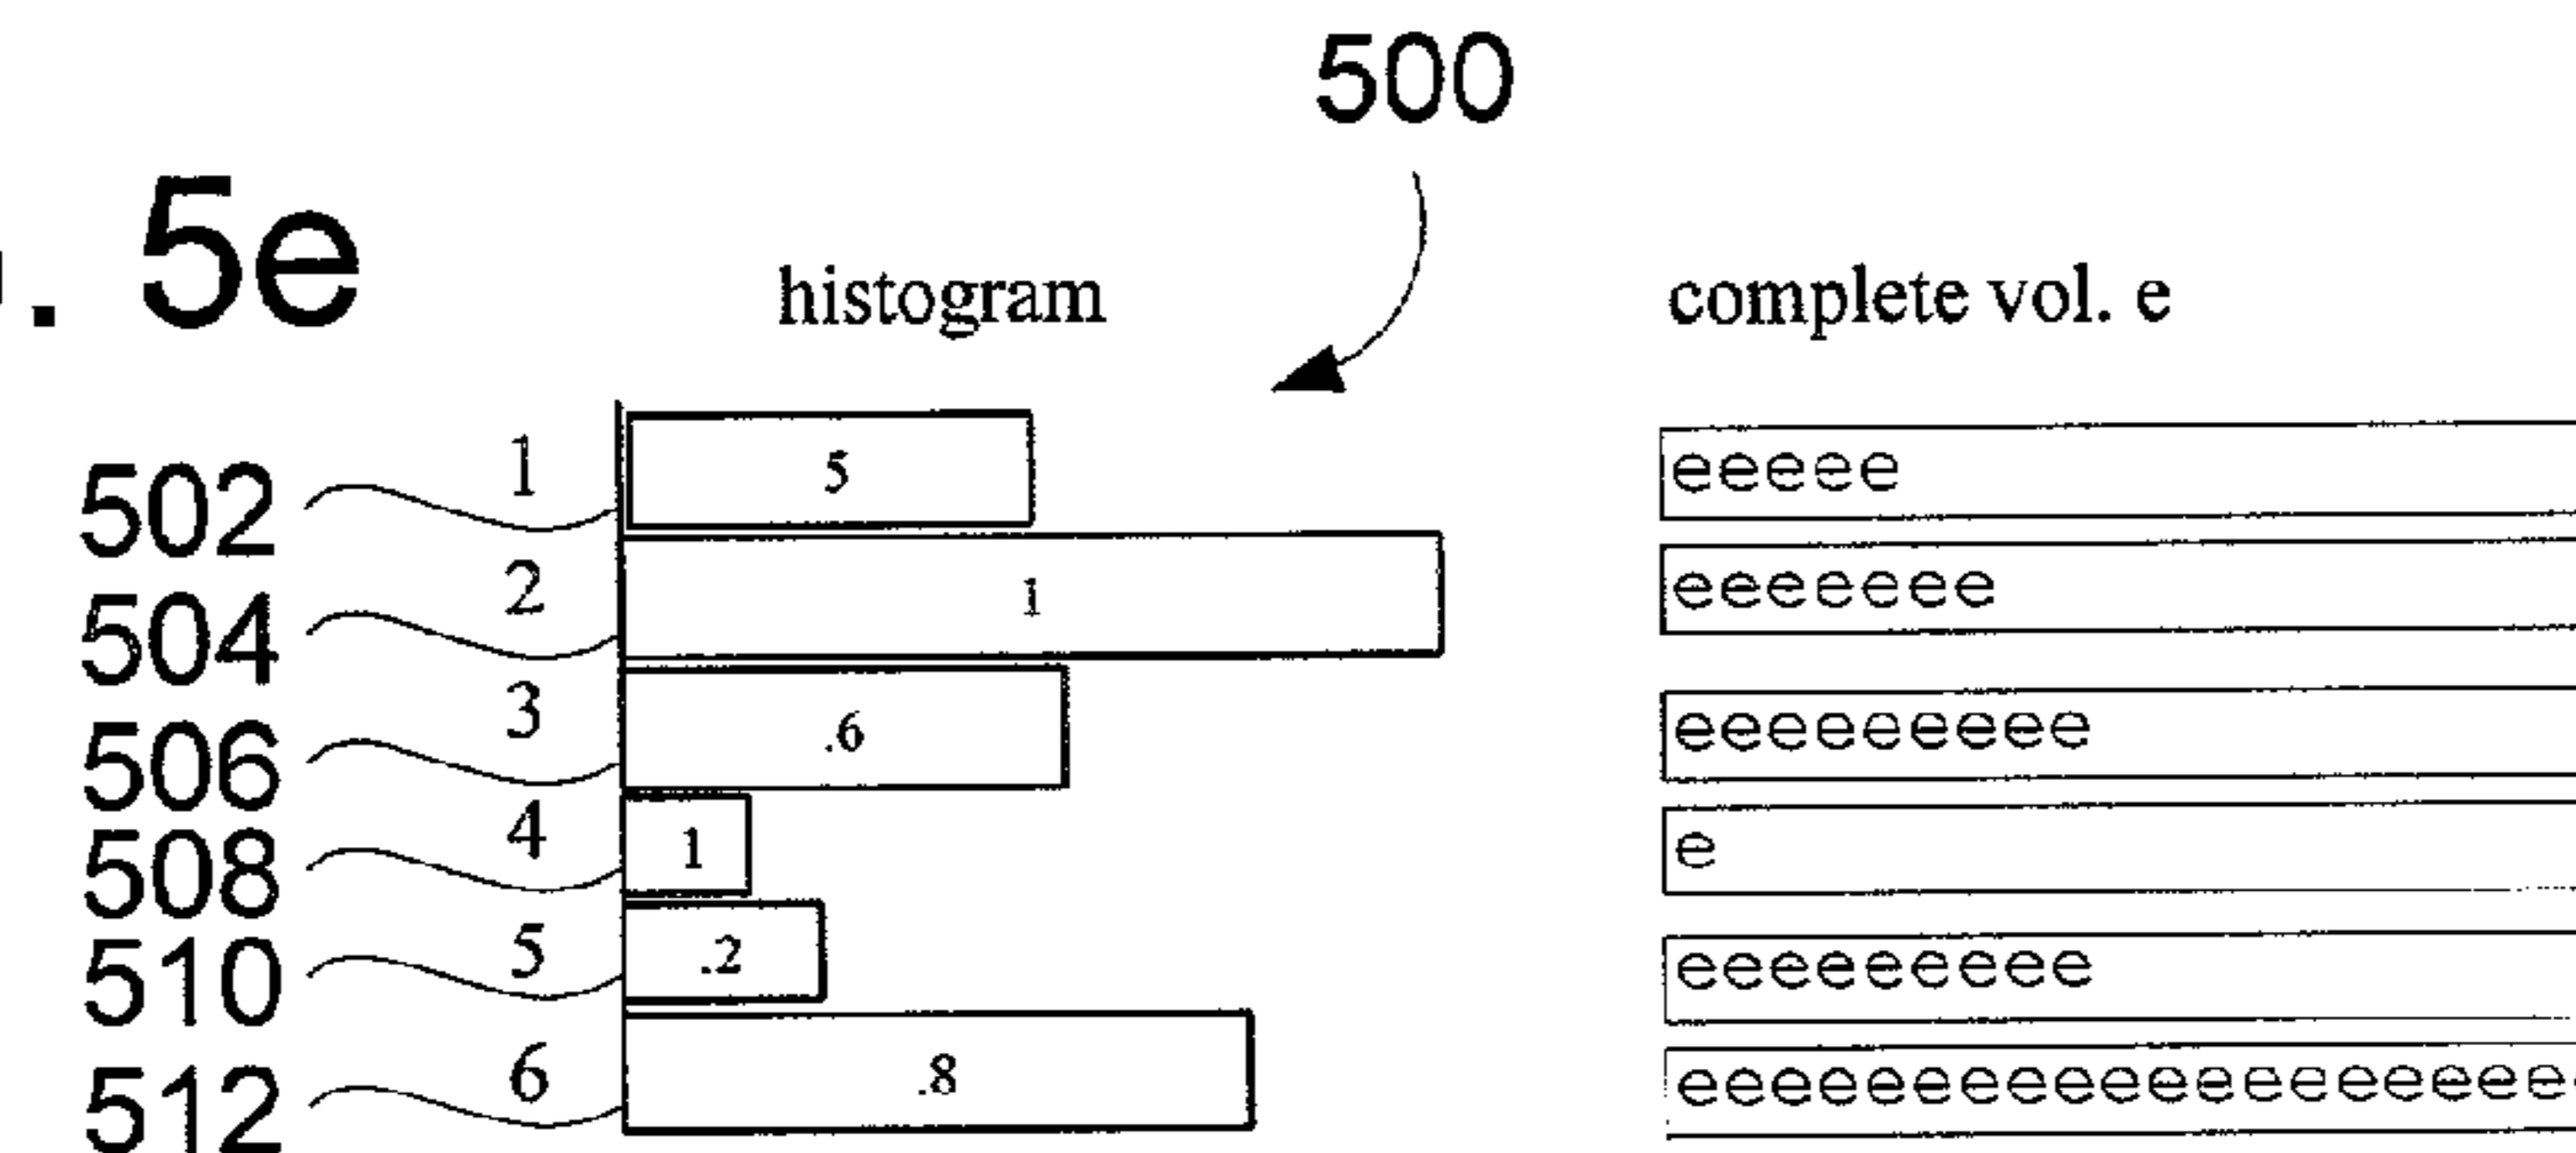 500
. 5e
histogram complete vol. e
502 1 5 eeeee
504 2 1 eeeeeee
506 3 .6 eeeeeeeee
508 4 1 e
510 5 .2 eeeeeeeee
512 6 .8 eeeeeeeeeeeeeeeeeee